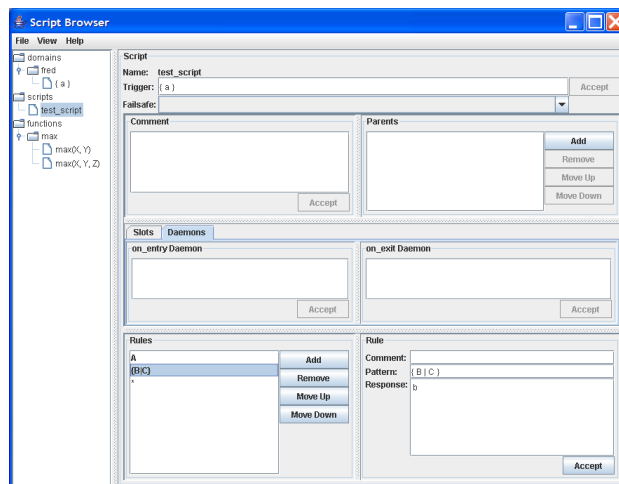 Script Browser
File View Help
domains
fred
{ a }
scripts
test_script
functions
max
max(X, Y)
max(X, Y, Z)
Script
Name: test_script
Trigger: { a }
Accept
Failsafe:
Comment
Accept
Parents
Add
Remove
Move Up
Move Down
Slots Daemons
on_entry Daemon
Accept
on_exit Daemon
Accept
Rules
A
{B|C}
*
Add
Remove
Move Up
Move Down
Rule
Comment:
Pattern: { B | C }
Response: b
Accept